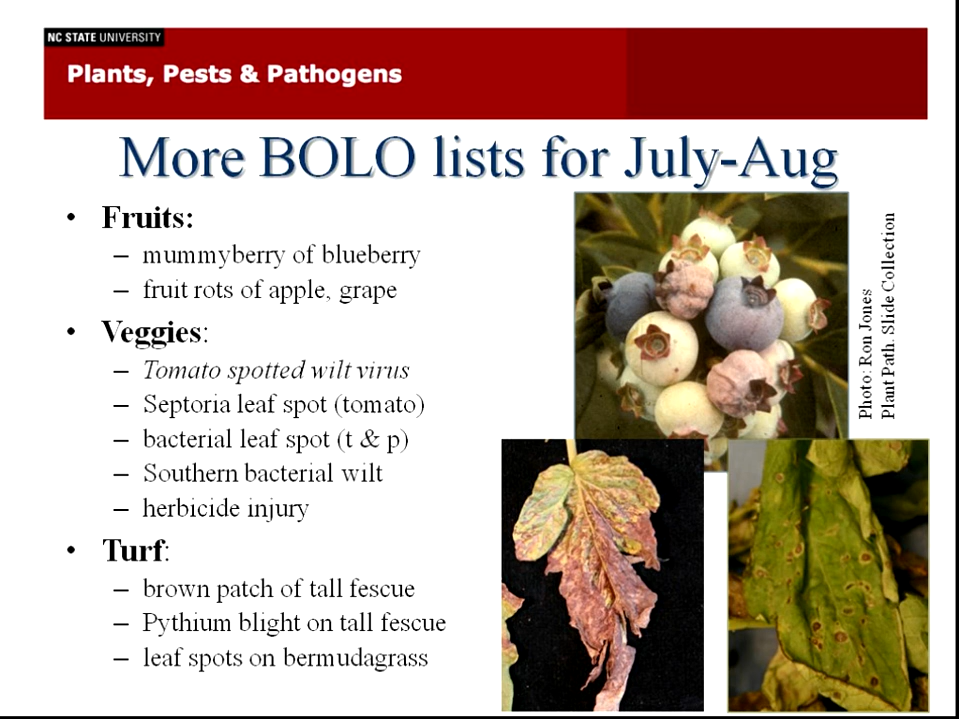 NC STATE UNIVERSITY
Plants, Pests & Pathogens
More BOLO lists for July-Aug
• Fruits:
– mummyberry of blueberry
– fruit rots of apple, grape
• Veggies:
– Tomato spotted wilt virus
– Septoria leaf spot (tomato)
– bacterial leaf spot (t & p)
– Southern bacterial wilt
– herbicide injury
• Turf:
– brown patch of tall fescue
– Pythium blight on tall fescue
– leaf spots on bermudagrass
Photo: Ron Jones
Plant Path. Slide Collection